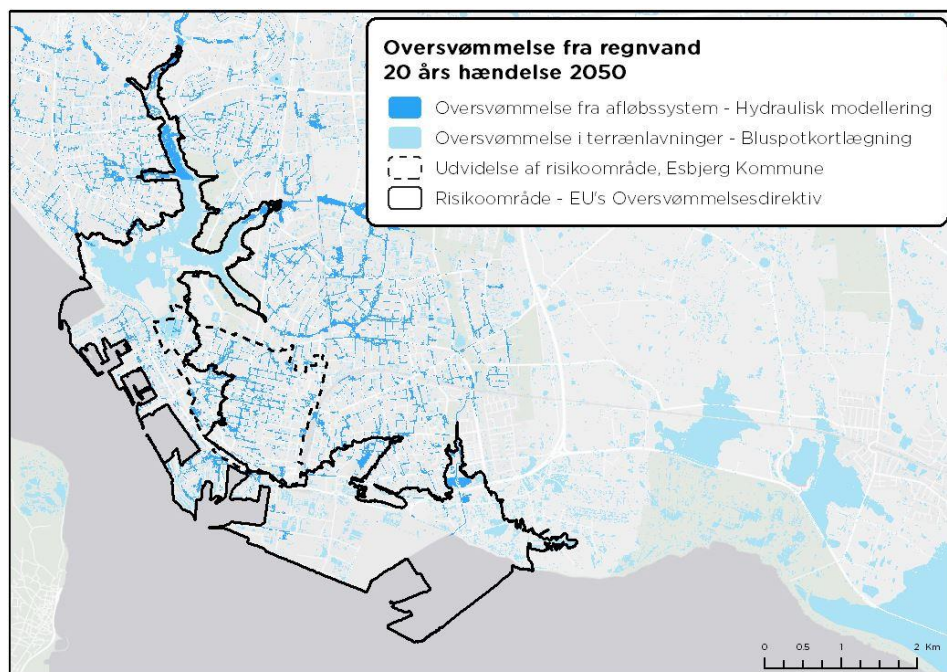 Oversvømmelse fra regnvand
20 års hændelse 2050
Oversvømmelse fra afløbssystem - Hydraulisk modellering
Oversvømmelse i terrænlavninger - Bluspotkortlægning
Udvidelse af risikoområde, Esbjerg Kommune
Risikoområde - EU's Oversvømmelsesdirektiv
0 0.5 1 2 Km